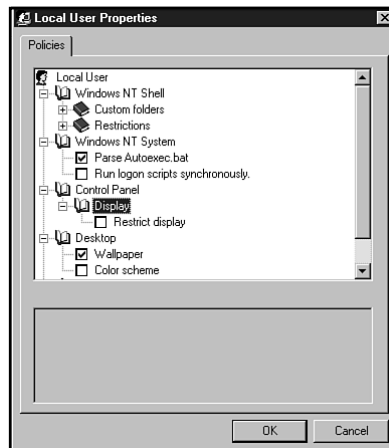 Local User Properties
Policies
Local User
Windows NT Shell
Custom folders
Restrictions
Windows NT System
Parse Autoexec.bat
Run logon scripts synchronously.
Control Panel
Display
Restrict display
Desktop
Wallpaper
Color scheme
OK Cancel